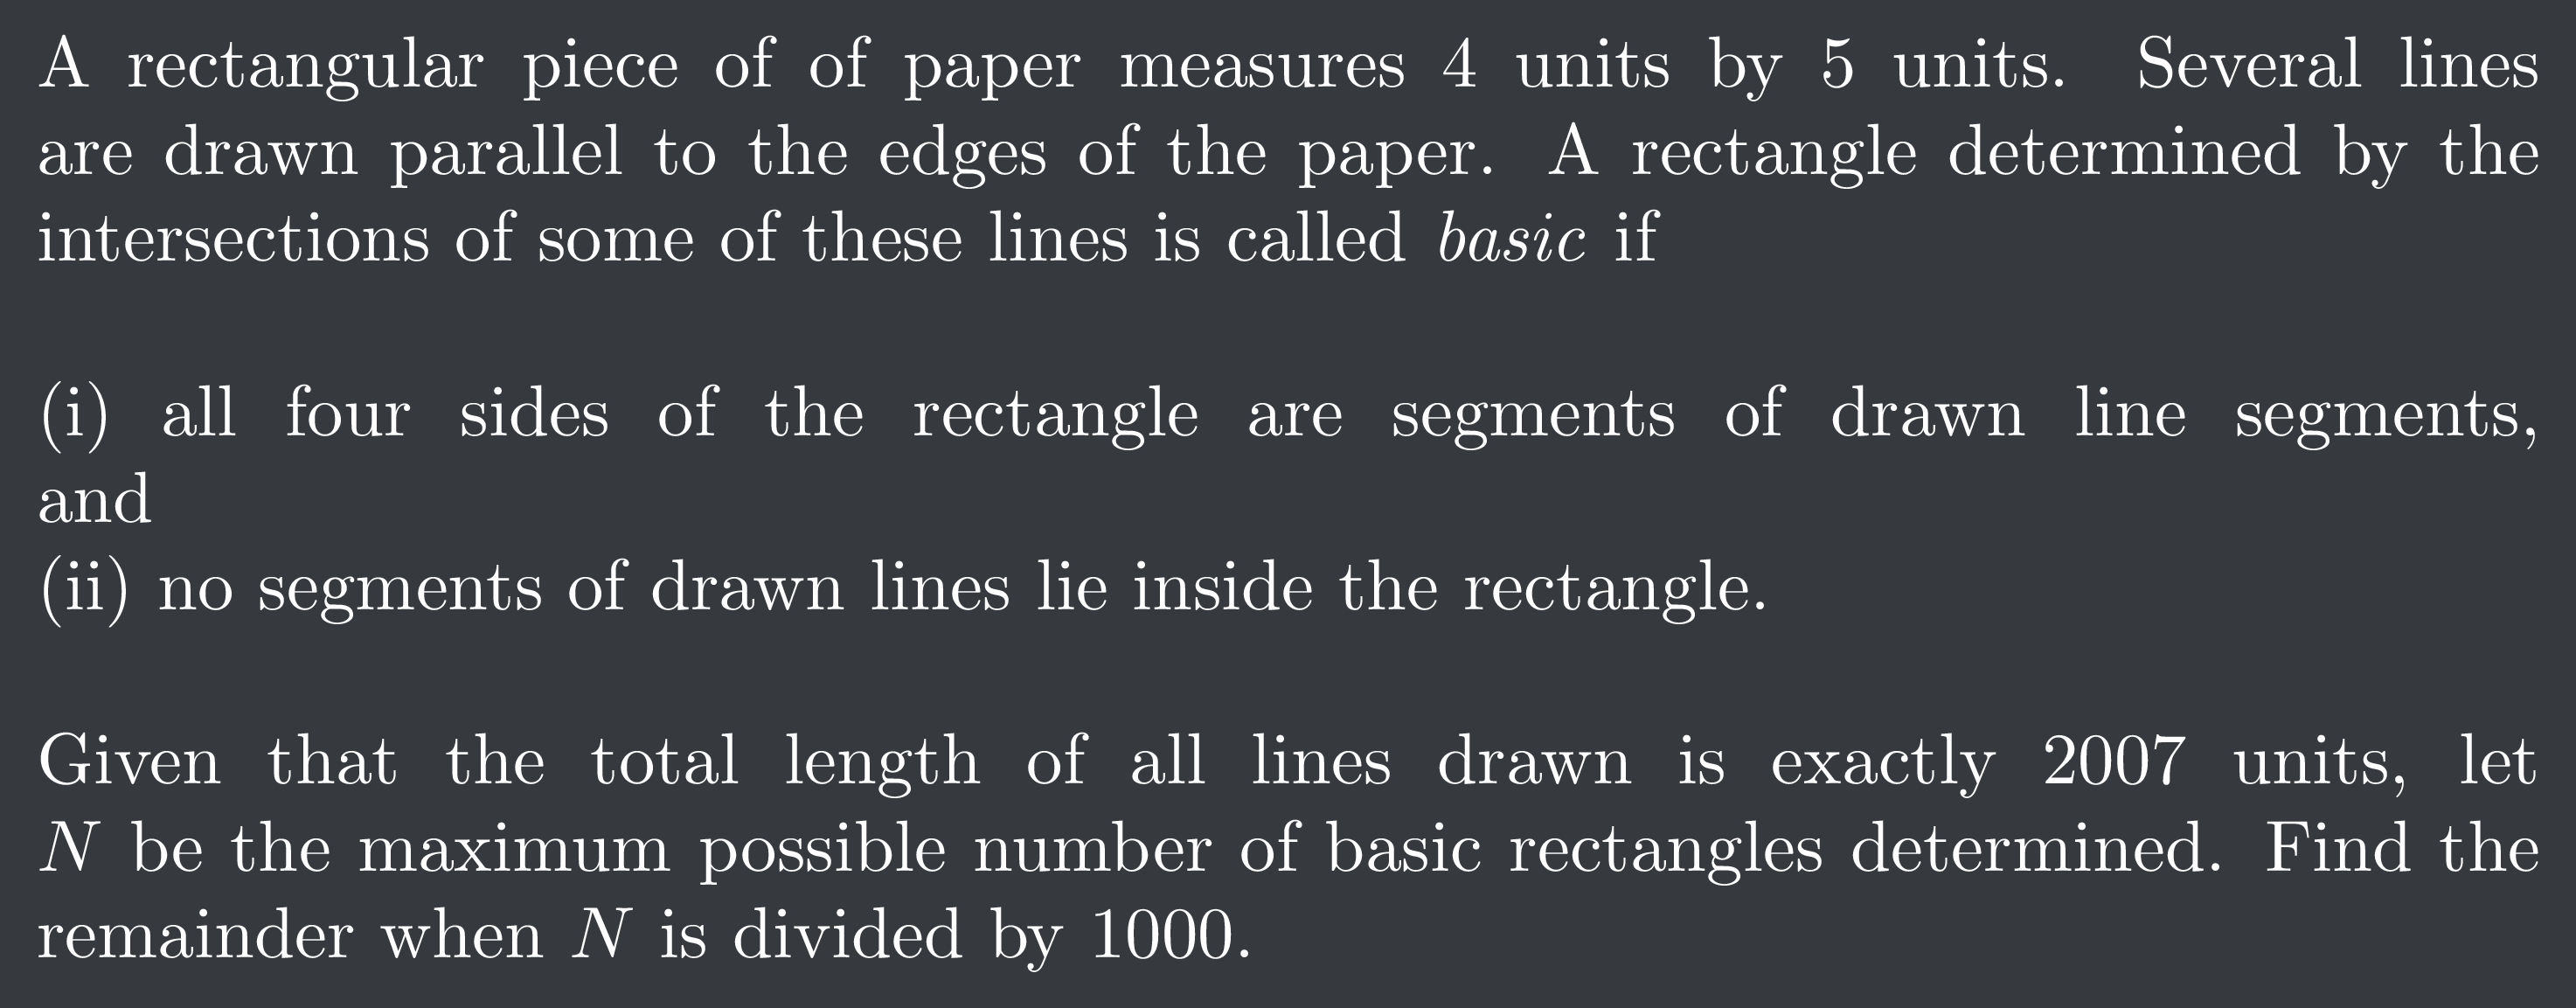 A rectangular piece of of paper measures 4 units by 5 units. Several lines
are drawn parallel to the edges of the paper. A rectangle determined by the
intersections of some of these lines is called basic if
(i) all four sides of the rectangle are segments of drawn line segments,
and
(ii) no segments of drawn lines lie inside the rectangle.
Given that the total length of all lines drawn is exactly 2007 units, let
N be the maximum possible number of basic rectangles determined. Find the
remainder when N is divided by 1000.